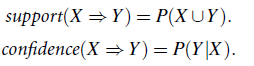 support(X ⇒ Y) = P(X ∪ Y).
confidence(X ⇒ Y) = P(Y|X).